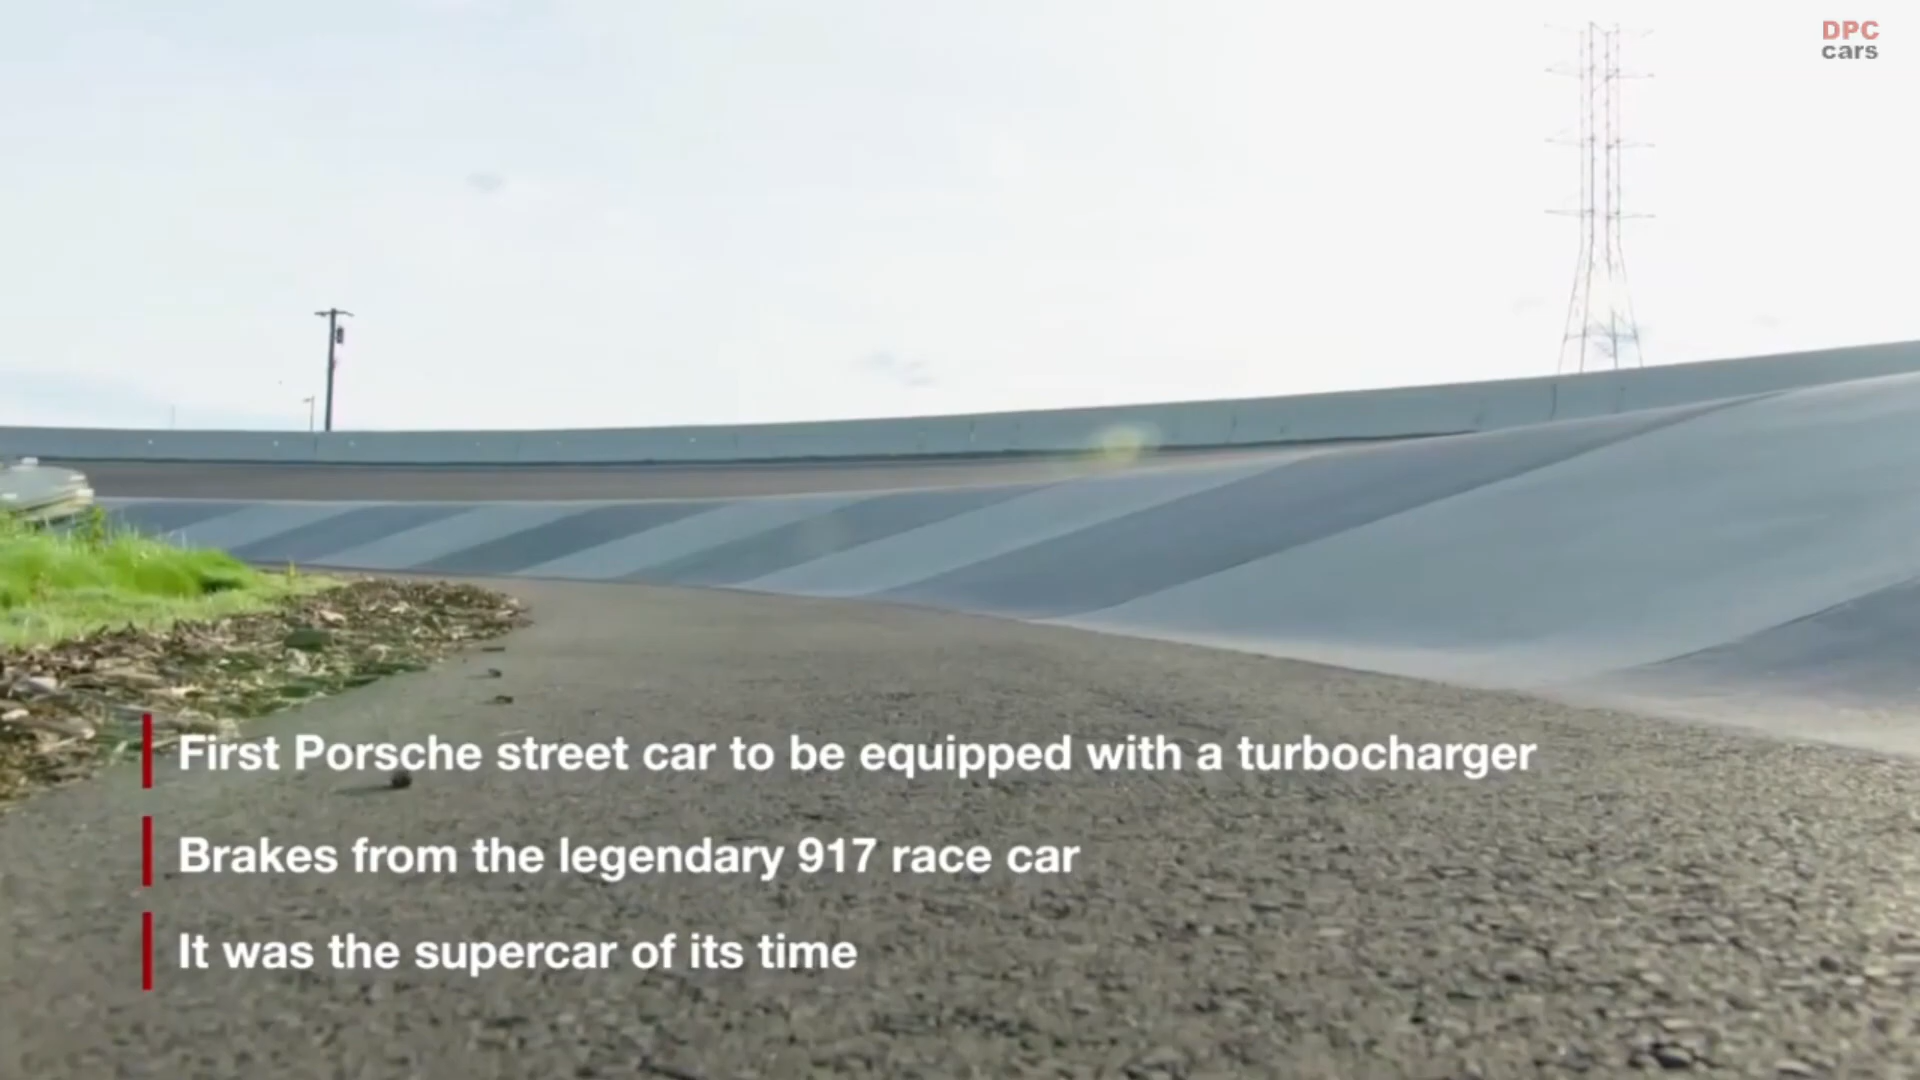 DPC
cars
First Porsche street car to be equipped with a turbocharger
Brakes from the legendary 917 race car
It was the supercar of its time